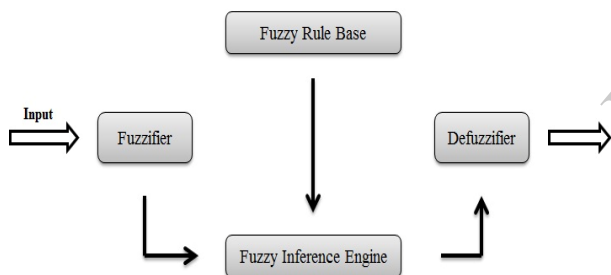 Fuzzy Rule Base
Input
Fuzzifier
Defuzzifier
Fuzzy Inference Engine